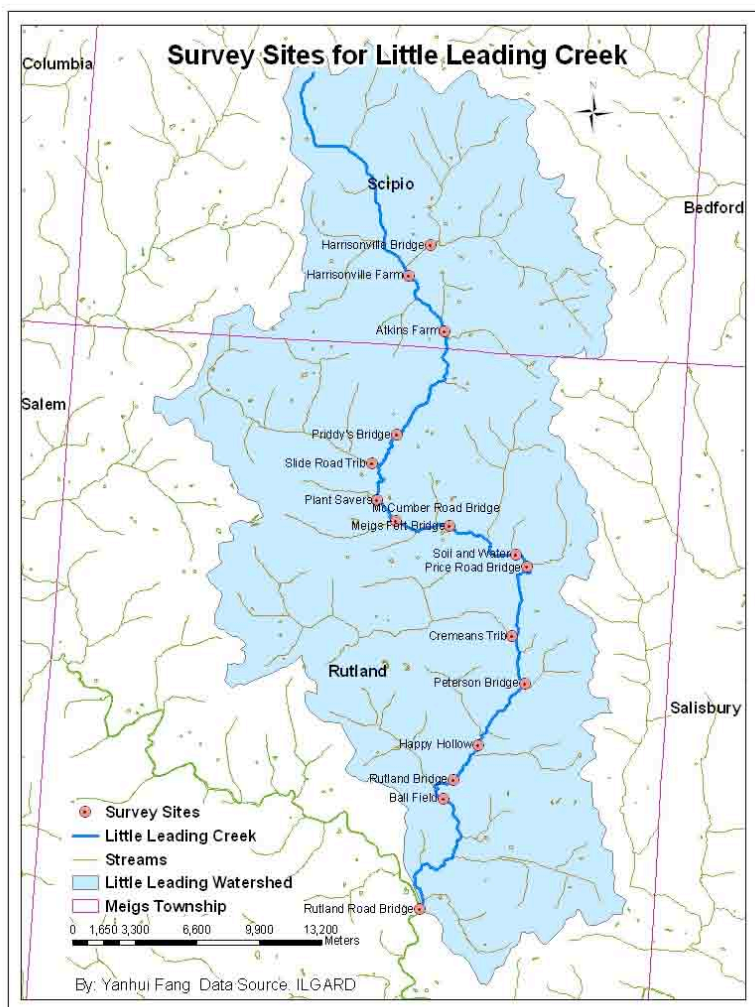 Survey Sites for Little Leading Creek
Columbia
N
Scipio
Bedford
Harrisonville Bridge
Harrisonville Farm
Atkins Farm
Salem
Priddy's Bridge
Slide Road Trib
Plant Savers
McCumber Road Bridge
Meigs Fort Bridge
Soil and Water
Price Road Bridge
Cremeans Trib
Rutland
Peterson Bridge
Salisbury
Happy Hollow
Rutland Bridge
Ball Field
Survey Sites
Little Leading Creek
Streams
Little Leading Watershed
Meigs Township
Rutland Road Bridge
0 1,650 3,300 6,600 9,900 13,200
Meters
By: Yanhui Fang Data Source: ILGARD